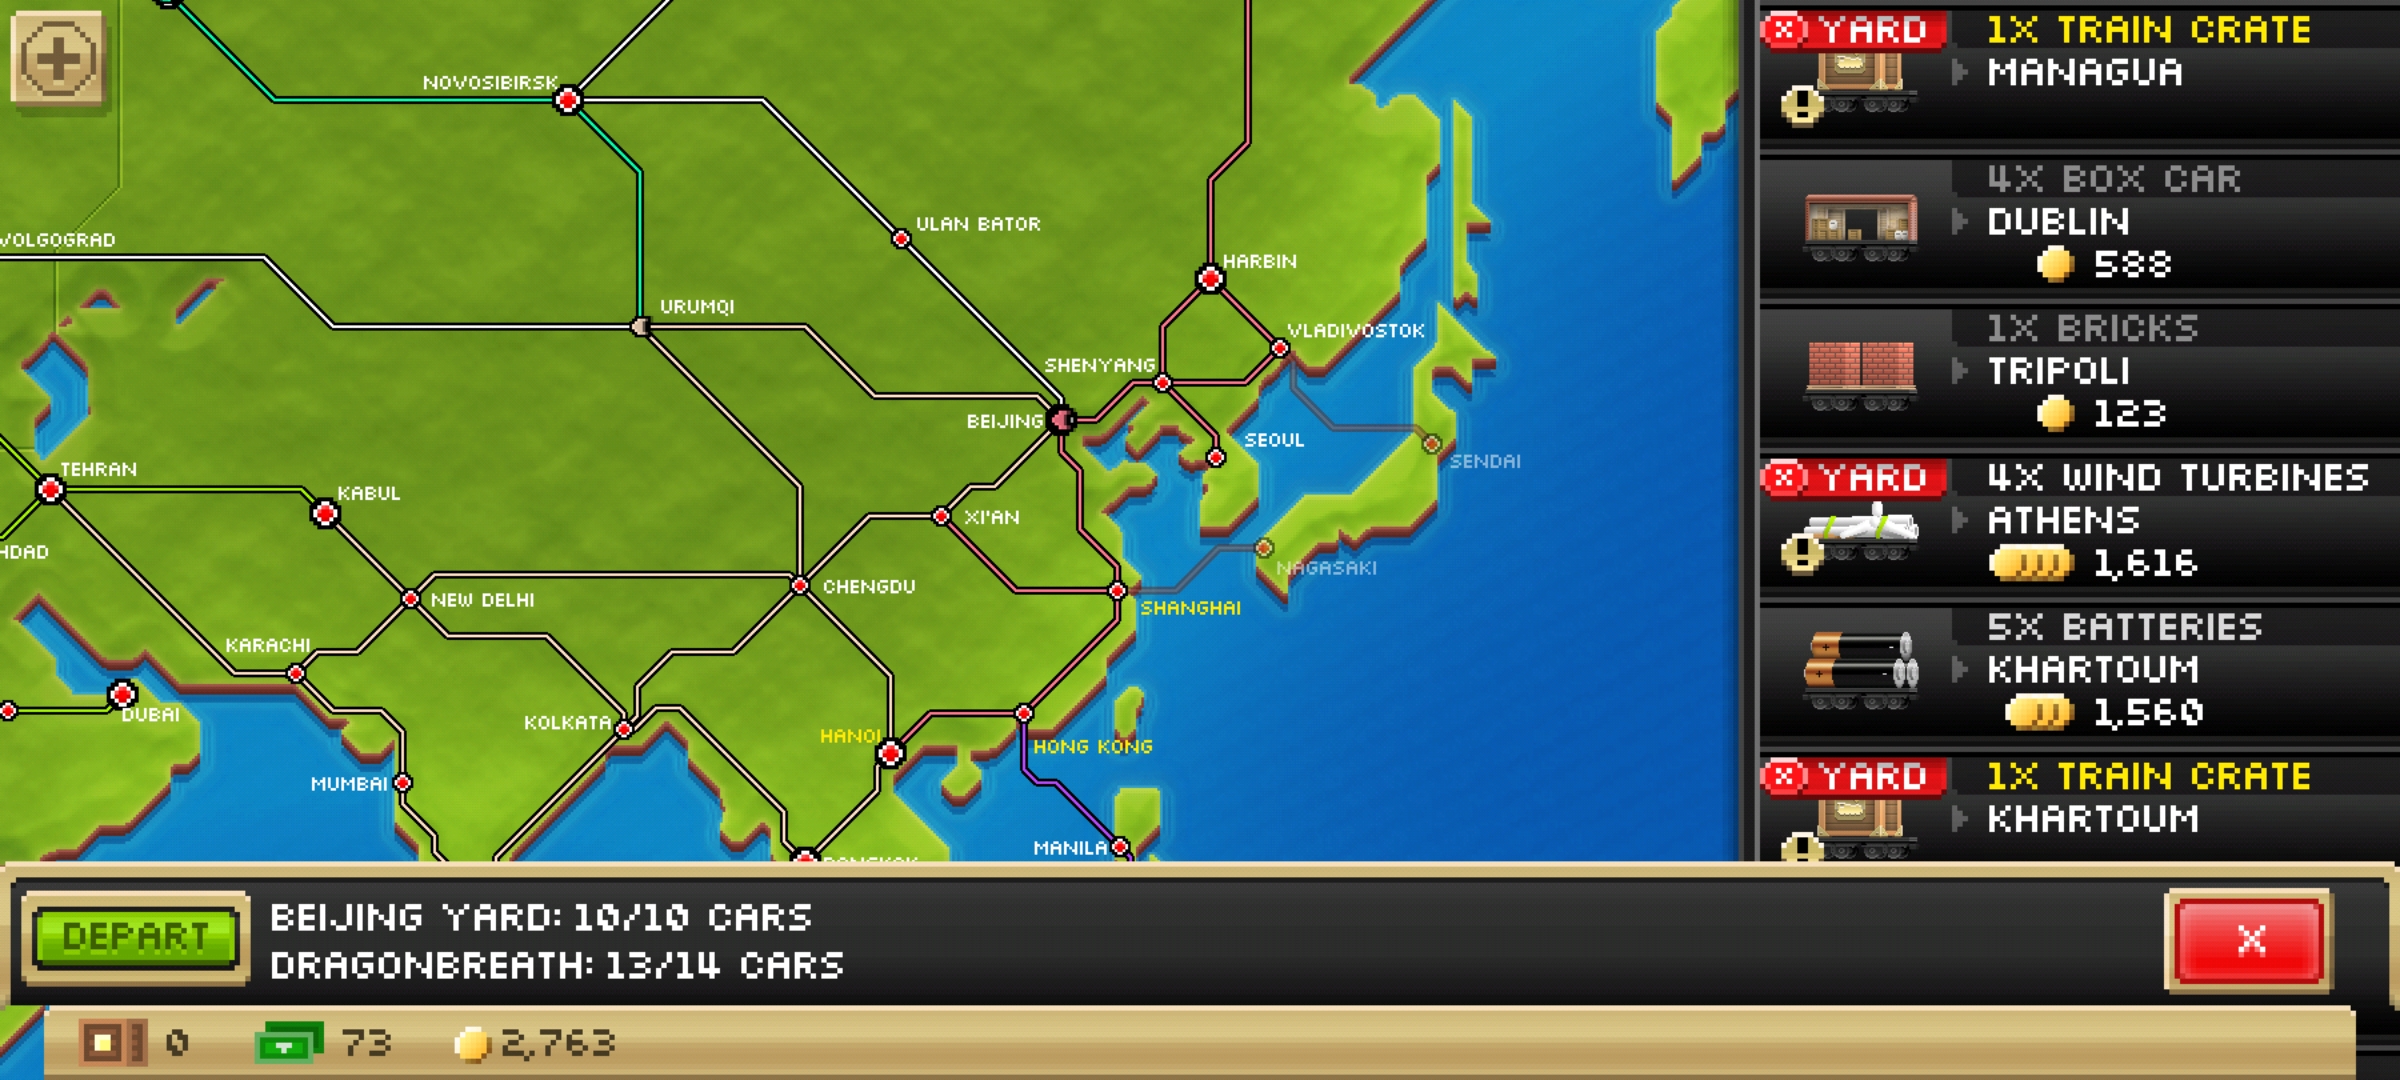 NOVOSIBIRSK
ULAN BATOR
VOLGOGRAD
HARBIN
URUMQI
VLADIVOSTOK
SHENYANG
BEIJING
SEOUL
SENDAI
TEHRAN
KABUL
XI'AN
HDAD
NAGASAKI
CHENGDU
NEW DELHI
SHANGHAI
KARACHI
DUBAI
KOLKATA
HANOI
HONG KONG
MUMBAI
MANILA
YARD
1X TRAIN CRATE
MANAGUA
4X BOX CAR
DUBLIN
588
1X BRICKS
TRIPOLI
123
YARD
4X WIND TURBINES
ATHENS
1,616
5X BATTERIES
KHARTOUM
1,560
YARD
1X TRAIN CRATE
KHARTOUM
DEPART
BEIJING YARD: 10/10 CARS
DRAGONBREATH: 13/14 CARS
X
0
73
2,763